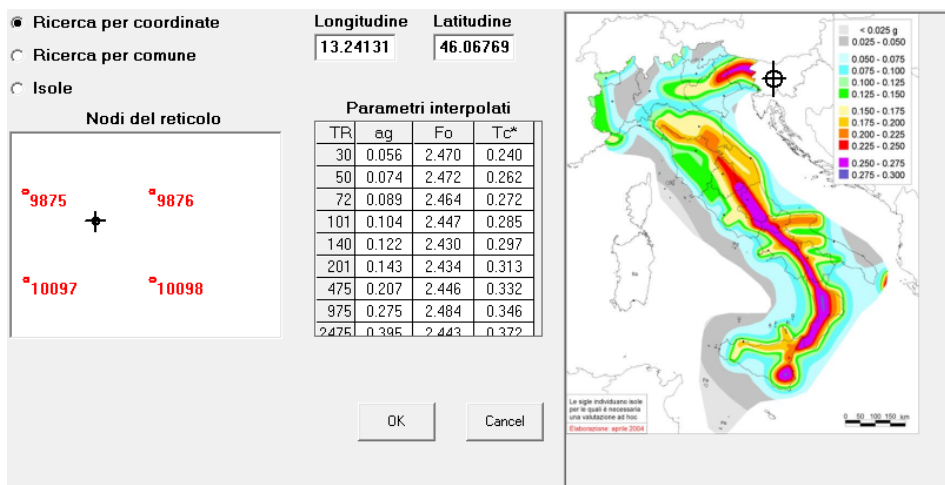 Ricerca per coordinate
Ricerca per comune
Isole
Longitudine Latitudine
13.24131 46.06769
Nodi del reticolo
9875 9876
10097 10098
Parametri interpolati
TR ag Fo Tc*
30 0.056 2.470 0.240
50 0.074 2.472 0.262
72 0.089 2.464 0.272
101 0.104 2.447 0.285
140 0.122 2.430 0.297
201 0.143 2.434 0.313
475 0.207 2.446 0.332
975 0.275 2.484 0.346
2475 0.395 2.443 0.372
OK Cancel
< 0.025 g
0.025 - 0.050
0.050 - 0.075
0.075 - 0.100
0.100 - 0.125
0.125 - 0.150
0.150 - 0.175
0.175 - 0.200
0.200 - 0.225
0.225 - 0.250
0.250 - 0.275
0.275 - 0.300
Le sigle individuano isole
per le quali è necessaria
una valutazione ad hoc
Elaborazione: aprile 2004
0 50 100 150 km